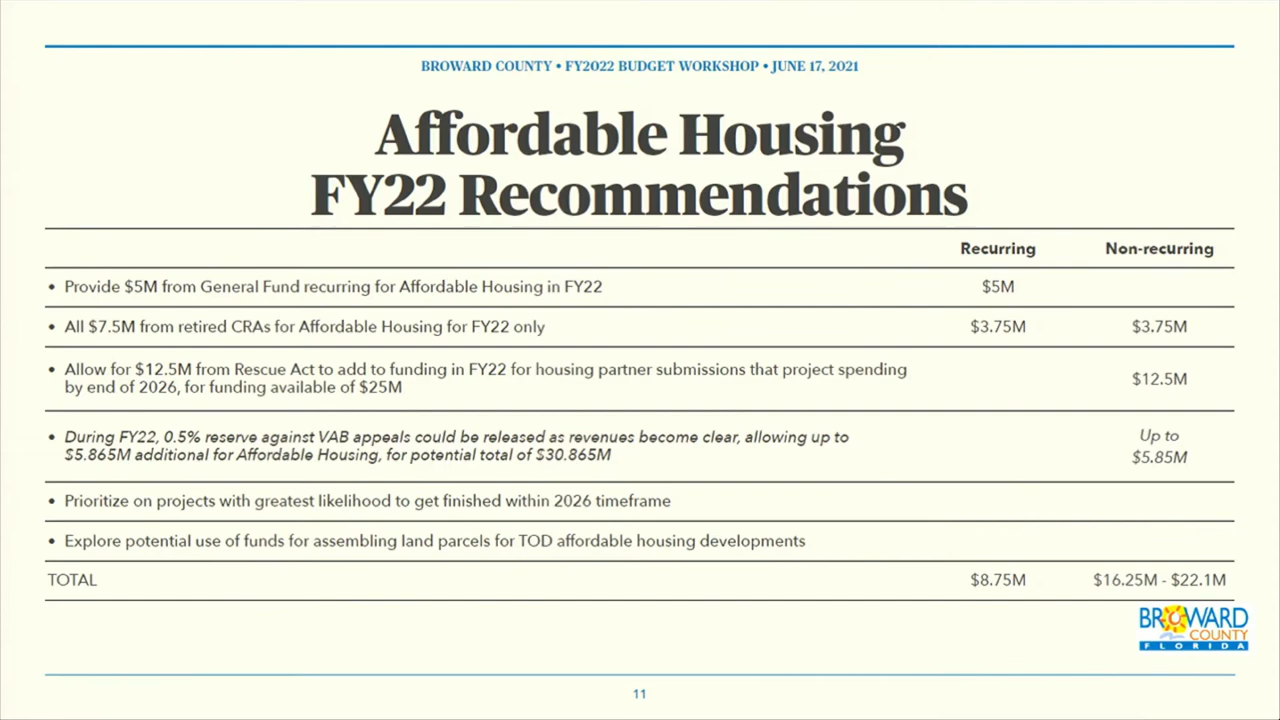 BROWARD COUNTY • FY2022 BUDGET WORKSHOP • JUNE 17, 2021
Affordable Housing
FY22 Recommendations
Recurring Non-recurring
• Provide $5M from General Fund recurring for Affordable Housing in FY22 $5M
• All $7.5M from retired CRAs for Affordable Housing for FY22 only $3.75M $3.75M
• Allow for $12.5M from Rescue Act to add to funding in FY22 for housing partner submissions that project spending
by end of 2026, for funding available of $25M
$12.5M
• During FY22, 0.5% reserve against VAB appeals could be released as revenues become clear, allowing up to
$5.865M additional for Affordable Housing, for potential total of $30.865M
Up to
$5.85M
• Prioritize on projects with greatest likelihood to get finished within 2026 timeframe
• Explore potential use of funds for assembling land parcels for TOD affordable housing developments
TOTAL $8.75M $16.25M - $22.1M
BROWARD
COUNTY
FLORIDA
11